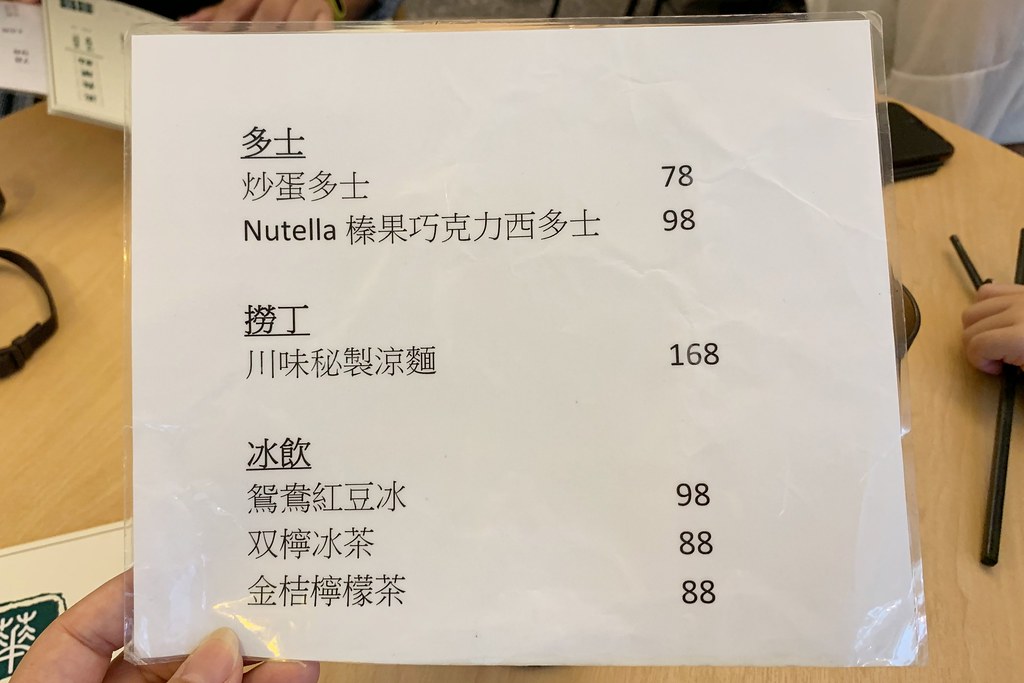 多士
炒蛋多士 78
Nutella 榛果巧克力西多士 98
撈丁
川味秘製涼麵 168
冰飲
鴛鴦紅豆冰 98
双檸冰茶 88
金桔檸檬茶 88